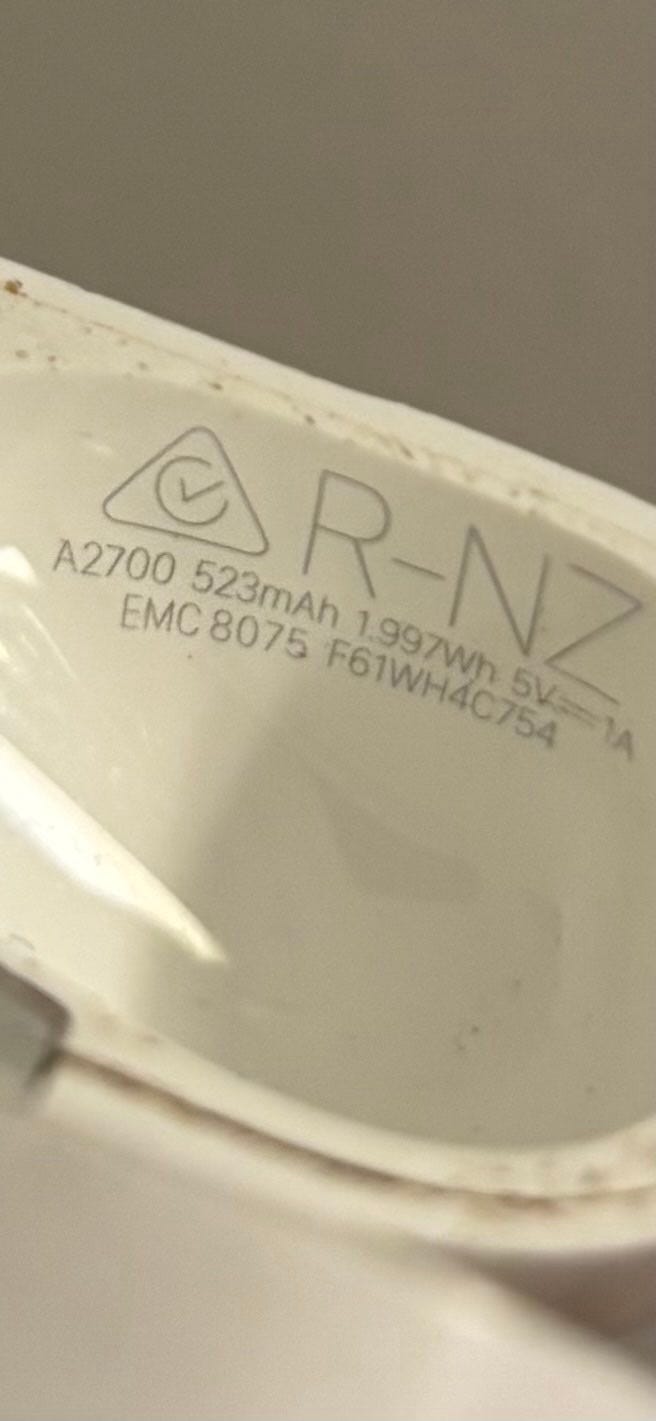 R-NZ
A2700 523mAh 1.997Wh 5V⎓1A
EMC 8075 F61WH4C754